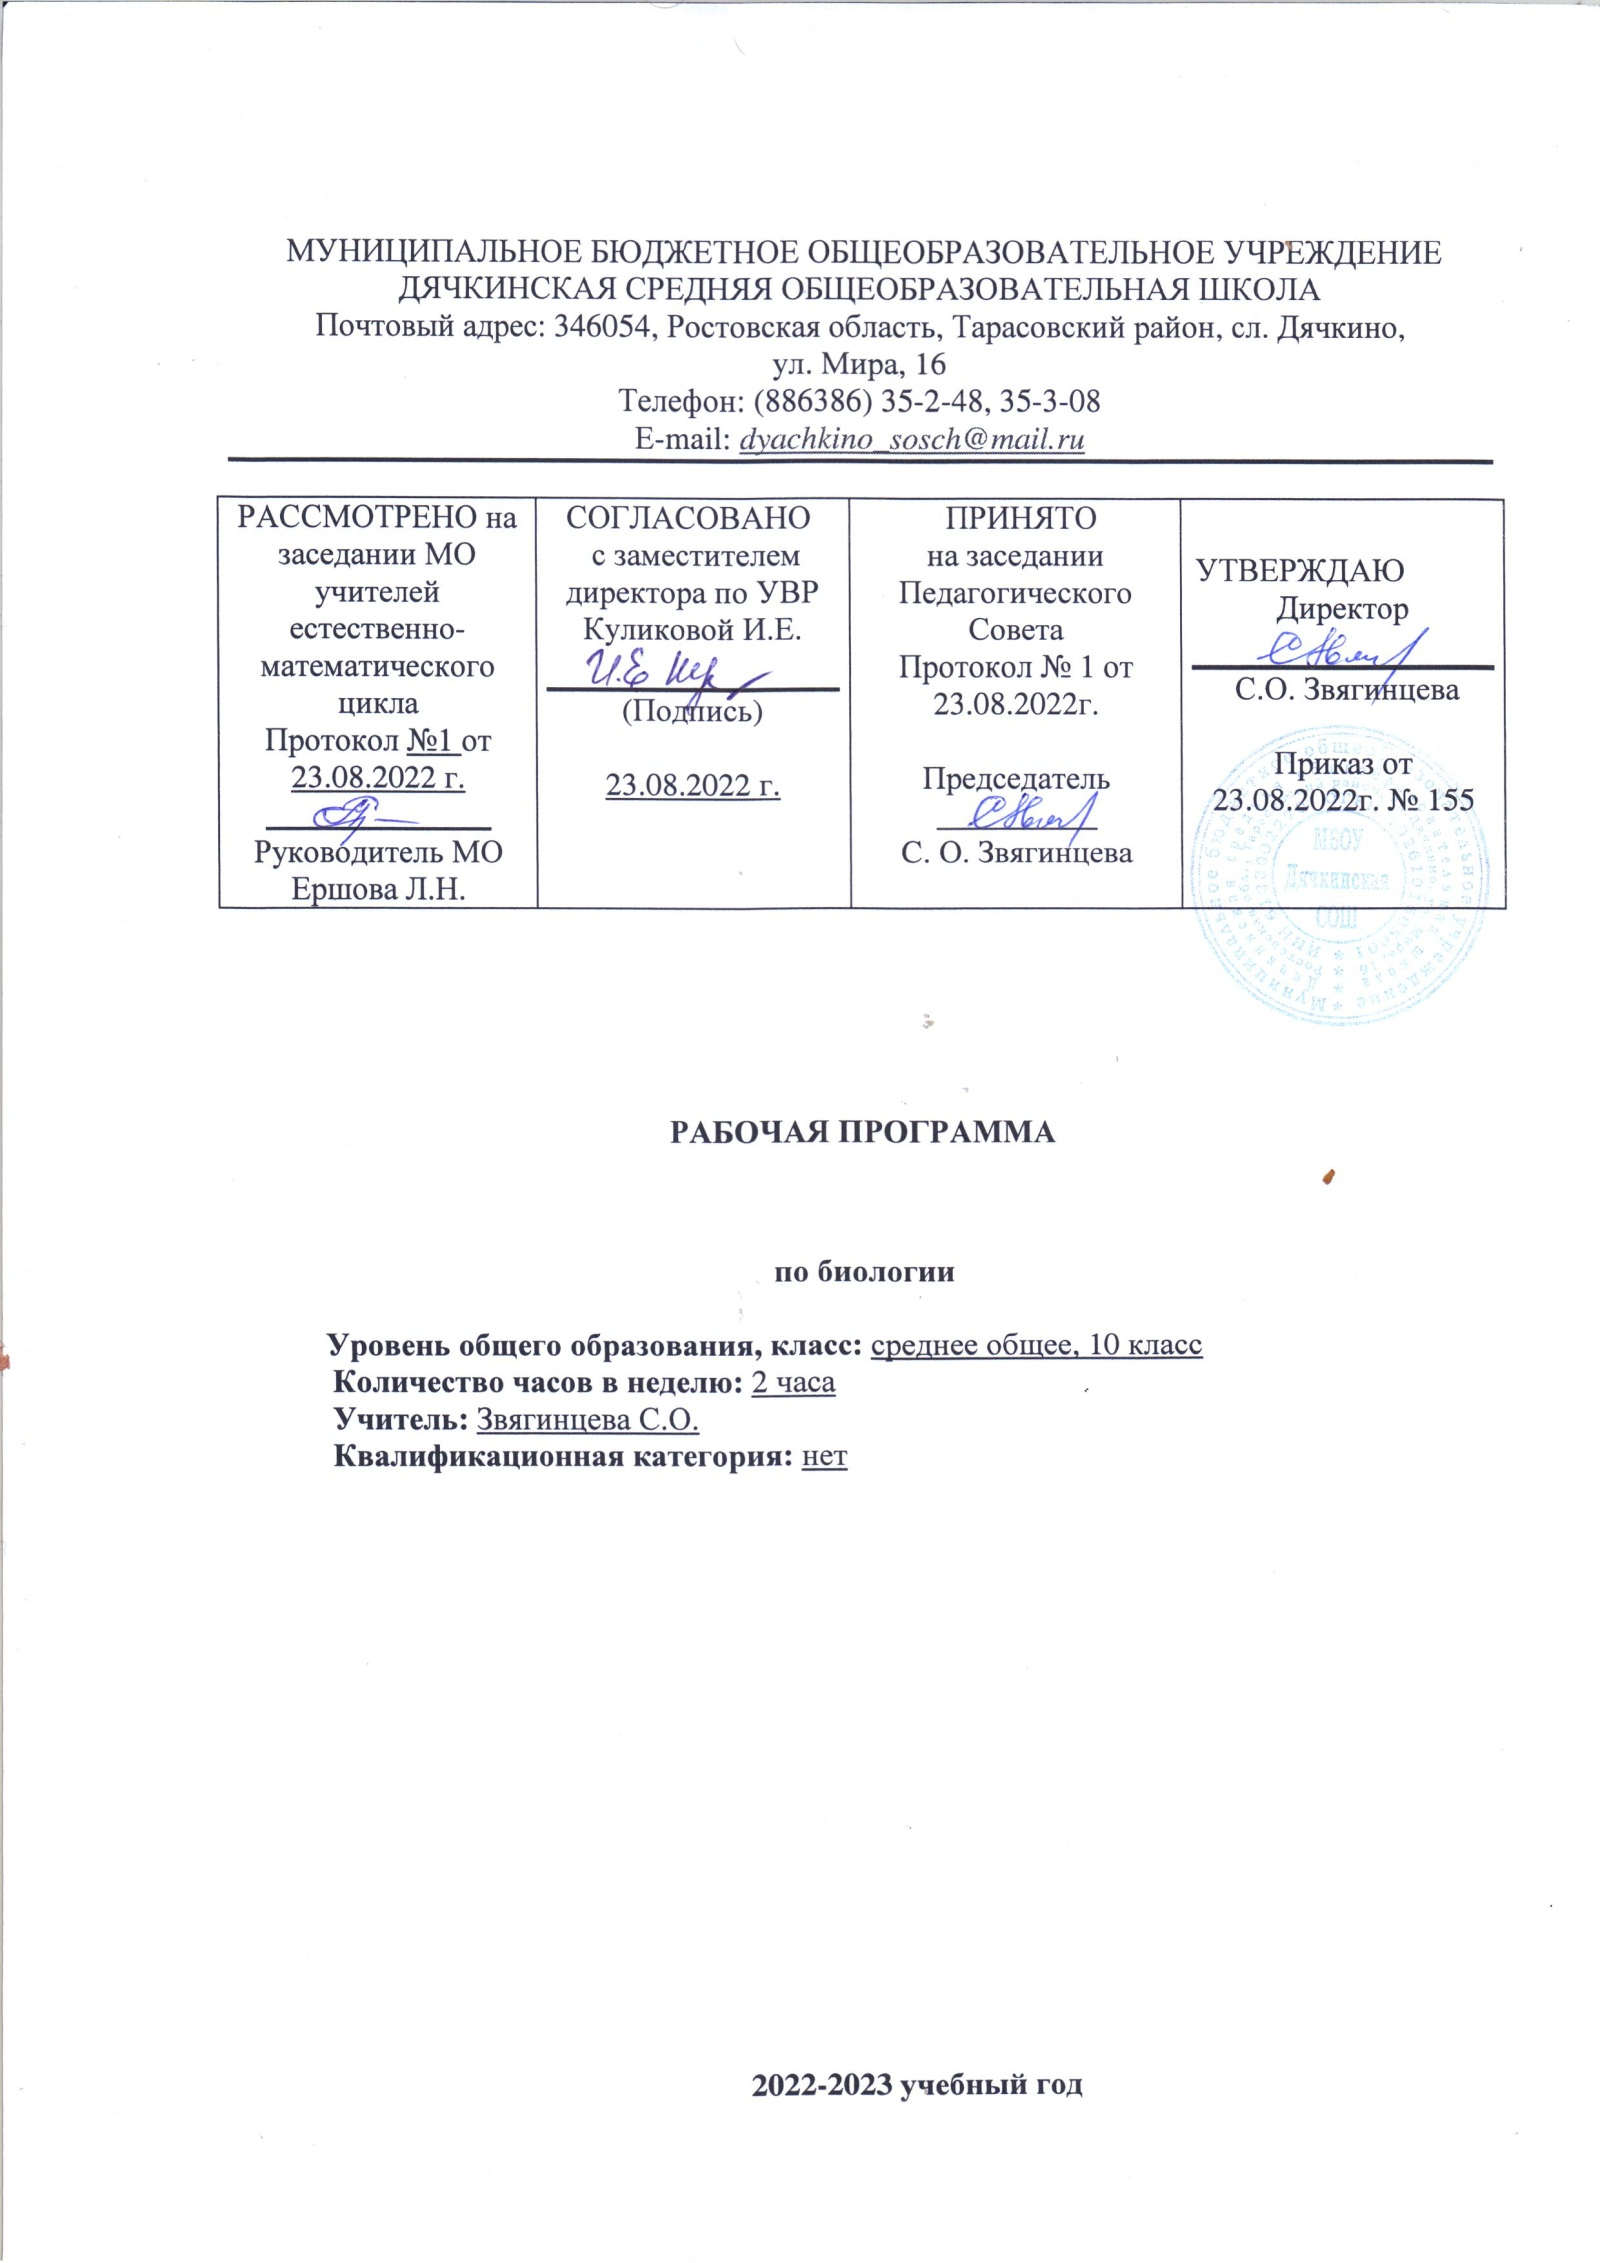 МУНИЦИПАЛЬНОЕ БЮДЖЕТНОЕ ОБЩЕОБРАЗОВАТЕЛЬНОЕ УЧРЕЖДЕНИЕ
ДЯЧКИНСКАЯ СРЕДНЯЯ ОБЩЕОБРАЗОВАТЕЛЬНАЯ ШКОЛА
Почтовый адрес: 346054, Ростовская область, Тарасовский район, сл. Дячкино,
ул. Мира, 16
Телефон: (886386) 35-2-48, 35-3-08
E-mail: dyachkino_sosch@mail.ru
РАССМОТРЕНО на
заседании МО
учителей
естественно-
математического
цикла
Протокол №1 от
23.08.2022 г.
Руководитель МО
Ершова Л.Н.
СОГЛАСОВАНО
с заместителем
директора по УВР
Куликовой И.Е.
(Подпись)
23.08.2022 г.
ПРИНЯТО
на заседании
Педагогического
Совета
Протокол № 1 от
23.08.2022г.
Председатель
С. О. Звягинцева
УТВЕРЖДАЮ
Директор
С.О. Звягинцева
Приказ от
23.08.2022г. № 155
МБОУ
Дячкинская
СОШ
РАБОЧАЯ ПРОГРАММА
по биологии
Уровень общего образования, класс: среднее общее, 10 класс
Количество часов в неделю: 2 часа
Учитель: Звягинцева С.О.
Квалификационная категория: нет
2022-2023 учебный год